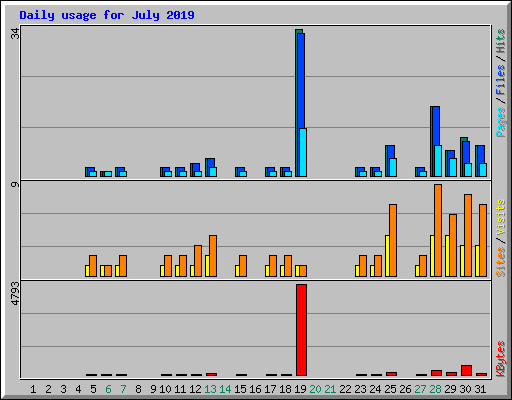 Daily usage for July 2019
34
Pages / Files / Hits
9
Sites / Visits
4793
KBytes
1 2 3 4 5 6 7 8 9 10 11 12 13 14 15 16 17 18 19 20 21 22 23 24 25 26 27 28 29 30 31